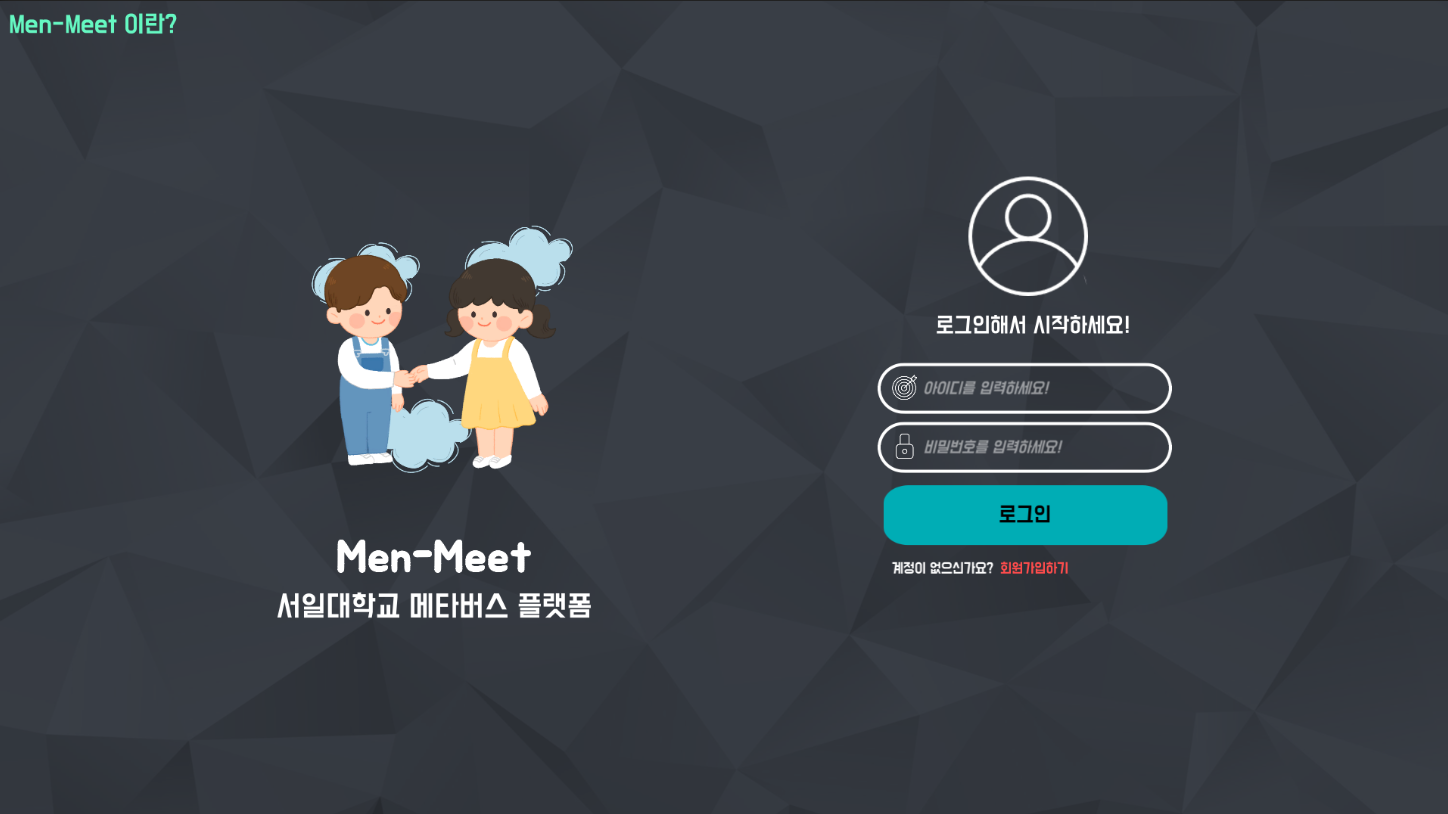 Men-Meet 이란?
Men-Meet
서일대학교 메타버스 플랫폼
로그인해서 시작하세요!
아이디를 입력하세요!
비밀번호를 입력하세요!
로그인
계정이 없으신가요? 회원가입하기